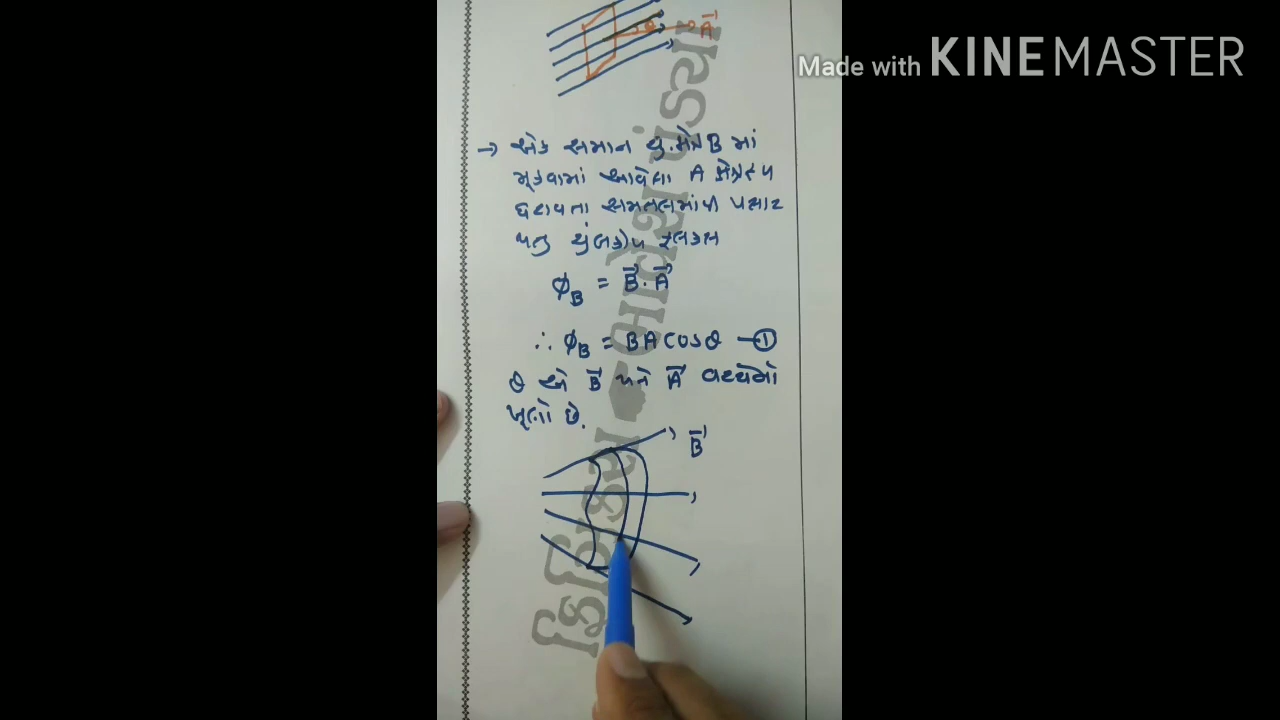 Made with KINEMASTER
A⃗
→ એક સમાન ચુ.ક્ષેત્ર B માં
મૂકવામાં આવેલા A ક્ષેત્રફળ
ધરાવતા સમતલમાંથી પસાર
થતુ ચુંબકીય ફ્લક્સ
ϕB = B⃗·A⃗
∴ ϕB = BA cosθ —①
θ એ B⃗ અને A⃗ વચ્ચેનો
ખૂણો છે.
B⃗